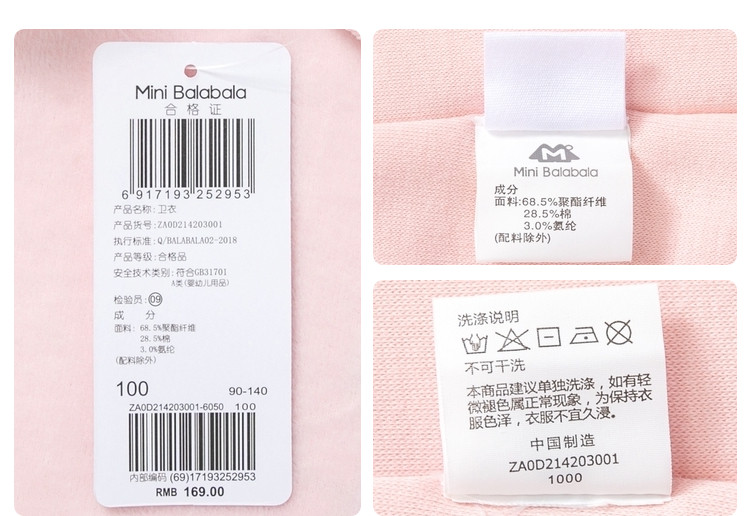 Mini Balabala
合格证
6 917193 252953
产品名称: 卫衣
产品货号: ZA0D214203001
执行标准: Q/BALABALA02-2018
产品等级: 合格品
安全技术类别: 符合GB31701
A类(婴幼儿用品)
检验员: 09
成 分
面料: 68.5%聚酯纤维
28.5%棉
3.0%氨纶
(配料除外)
100 90-140
ZA0D214203001-6050 100
内部编码 (69)17193252953
RMB 169.00
Mini Balabala
成分
面料:68.5%聚酯纤维
28.5%棉
3.0%氨纶
(配料除外)
洗涤说明
不可干洗
本商品建议单独洗涤，如有轻
微褪色属正常现象，为保持衣
服色泽，衣服不宜久浸。
中国制造
ZA0D214203001
1000